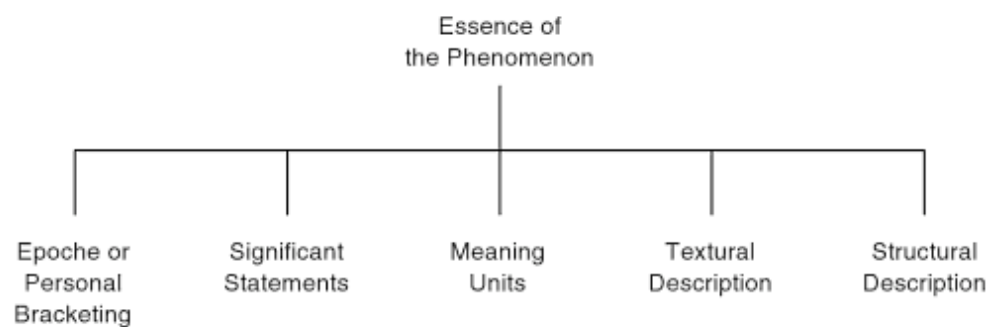 Essence of
the Phenomenon
Epoche or
Personal
Bracketing
Significant
Statements
Meaning
Units
Textural
Description
Structural
Description